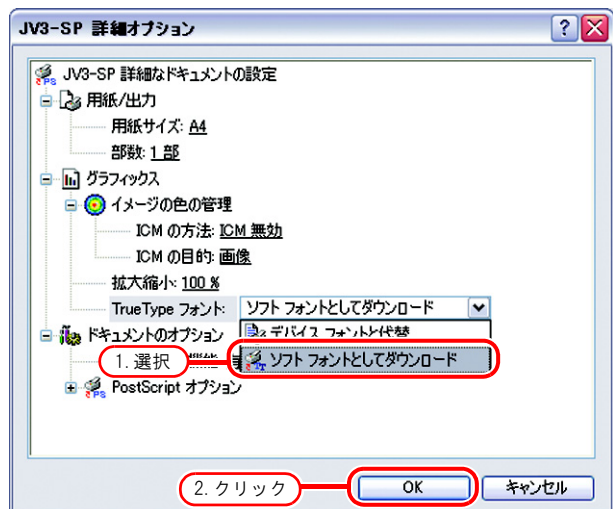 JV3-SP 詳細オプション
JV3-SP 詳細なドキュメントの設定
用紙/出力
用紙サイズ: A4
部数: 1 部
グラフィックス
イメージの色の管理
ICM の方法: ICM 無効
ICM の目的: 画像
拡大縮小: 100 %
TrueType フォント: ソフト フォントとしてダウンロード
デバイス フォントと代替
ドキュメントのオプション
1. 選択
ソフト フォントとしてダウンロード
PostScript オプション
2. クリック
OK
キャンセル